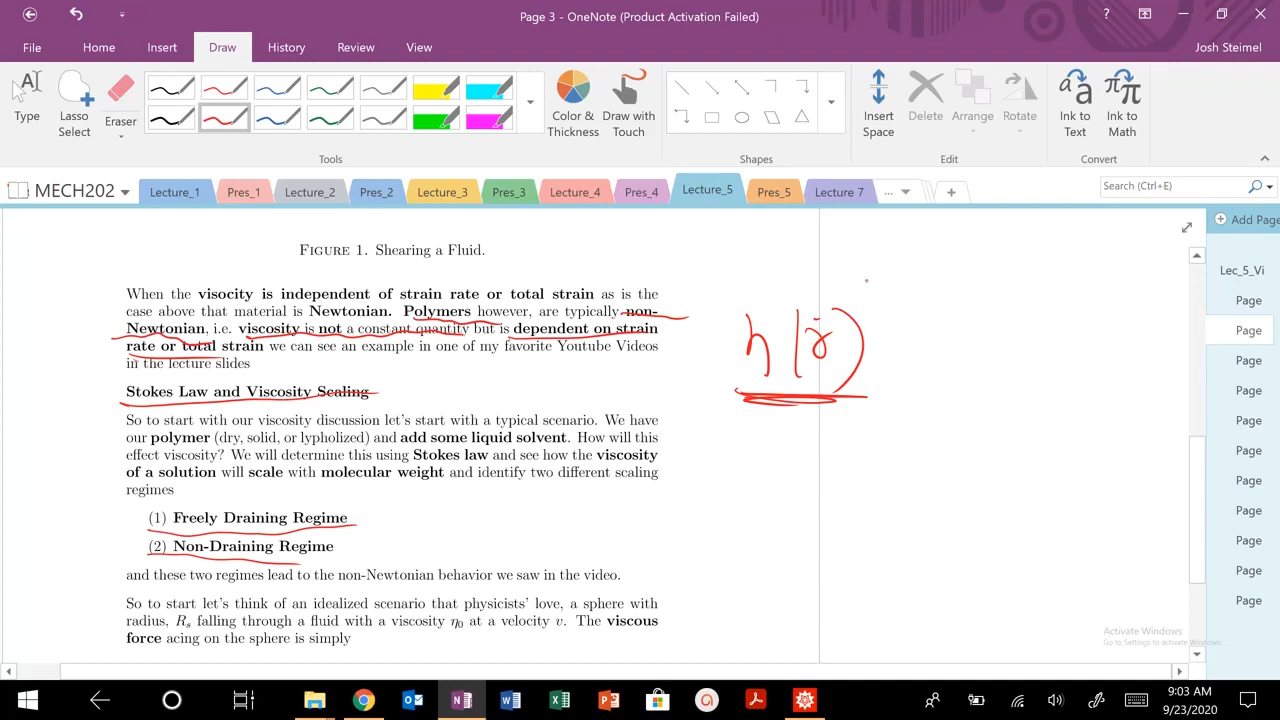 Page 3 - OneNote (Product Activation Failed)
?
File
Home
Insert
Draw
History
Review
View
Josh Steimel
Type
Lasso Select
Eraser
Color & Thickness
Draw with Touch
Insert Space
Delete
Arrange
Rotate
Ink to Text
Ink to Math
Tools
Shapes
Edit
Convert
MECH202
Lecture_1
Pres_1
Lecture_2
Pres_2
Lecture_3
Pres_3
Lecture_4
Pres_4
Lecture_5
Pres_5
Lecture 7
...
Search (Ctrl+E)
Add Page
Lec_5_Vi
Page
Page
Page
Page
Page
Page
Page
Page
Page
Page
Page
FIGURE 1. Shearing a Fluid.
When the visocity is independent of strain rate or total strain as is the
case above that material is Newtonian. Polymers however, are typically non-
Newtonian, i.e. viscosity is not a constant quantity but is dependent on strain
rate or total strain we can see an example in one of my favorite Youtube Videos
in the lecture slides
Stokes Law and Viscosity Scaling
So to start with our viscosity discussion let's start with a typical scenario. We have
our polymer (dry, solid, or lypholized) and add some liquid solvent. How will this
effect viscosity? We will determine this using Stokes law and see how the viscosity
of a solution will scale with molecular weight and identify two different scaling
regimes
(1) Freely Draining Regime
(2) Non-Draining Regime
and these two regimes lead to the non-Newtonian behavior we saw in the video.
So to start let's think of an idealized scenario that physicists' love, a sphere with
radius, Rs falling through a fluid with a viscosity η0 at a velocity v. The viscous
force acing on the sphere is simply
η(γ̇)
Activate Windows
Go to Settings to activate Windows.
9:03 AM
9/23/2020